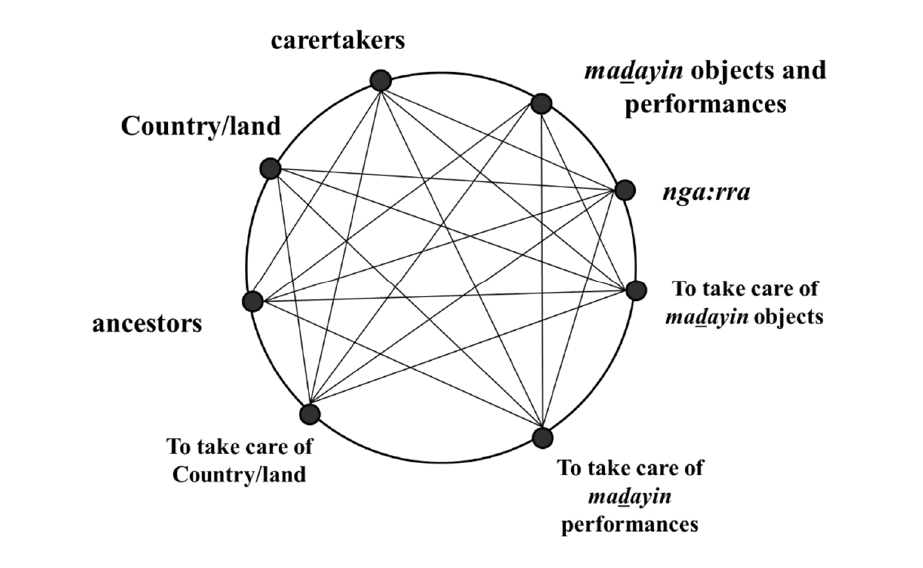 carertakers
madayin objects and
performances
Country/land
nga:rra
To take care of
madayin objects
ancestors
To take care of
Country/land
To take care of
madayin
performances